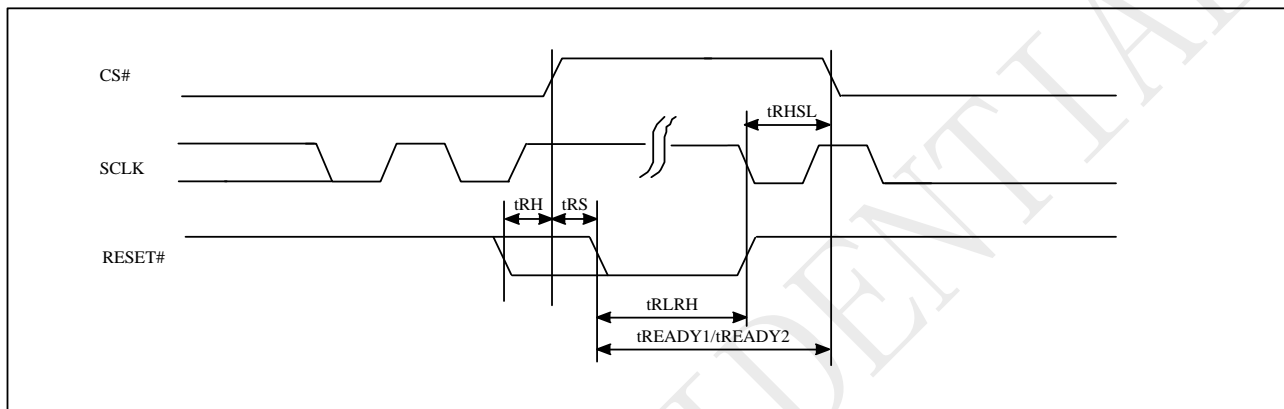 CS#
tRHSL
SCLK
tRH tRS
RESET#
tRLRH
tREADY1/tREADY2